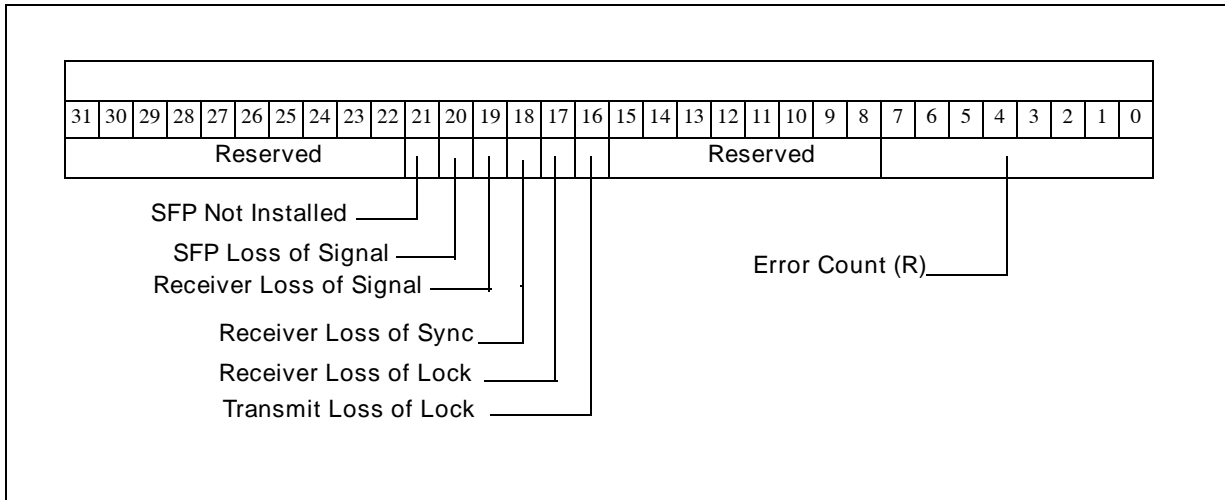 31 30 29 28 27 26 25 24 23 22 21 20 19 18 17 16 15 14 13 12 11 10 9 8 7 6 5 4 3 2 1 0
Reserved Reserved
SFP Not Installed
SFP Loss of Signal
Error Count (R)
Receiver Loss of Signal
Receiver Loss of Sync
Receiver Loss of Lock
Transmit Loss of Lock